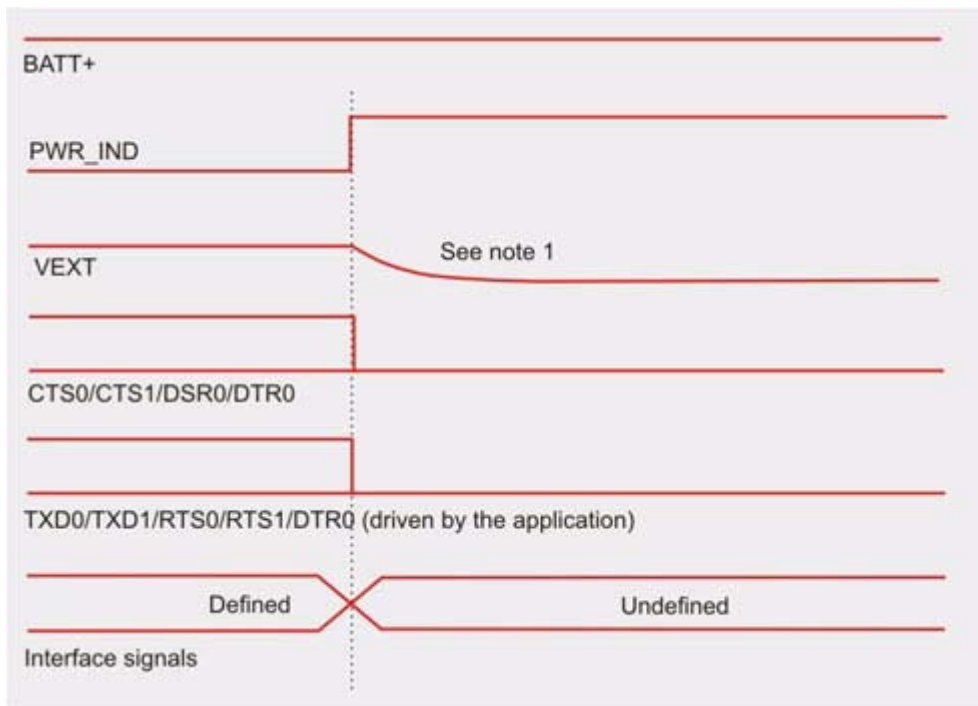 BATT+
PWR_IND
See note 1
VEXT
CTS0/CTS1/DSR0/DTR0
TXD0/TXD1/RTS0/RTS1/DTR0 (driven by the application)
Defined
Undefined
Interface signals